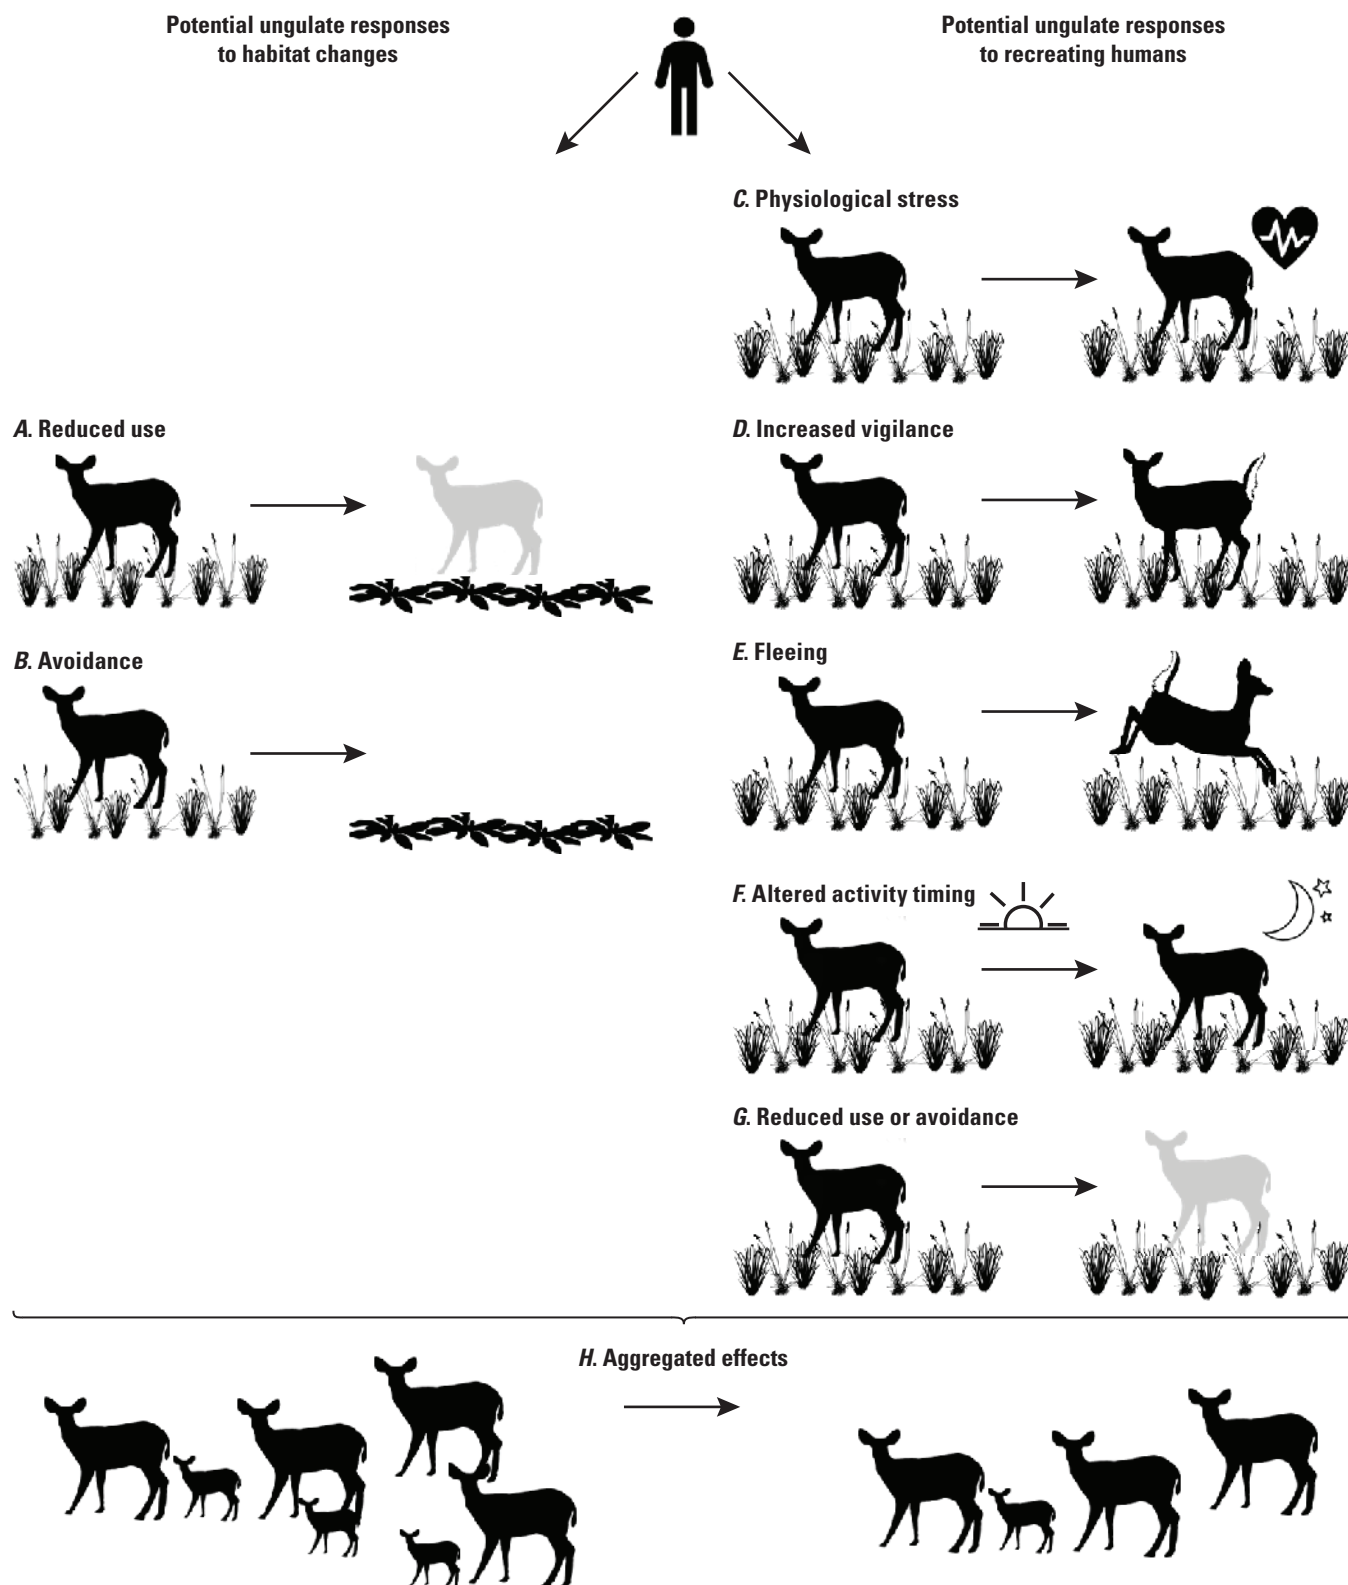 Potential ungulate responses
to habitat changes
Potential ungulate responses
to recreating humans
C. Physiological stress
A. Reduced use
D. Increased vigilance
B. Avoidance
E. Fleeing
F. Altered activity timing
G. Reduced use or avoidance
H. Aggregated effects